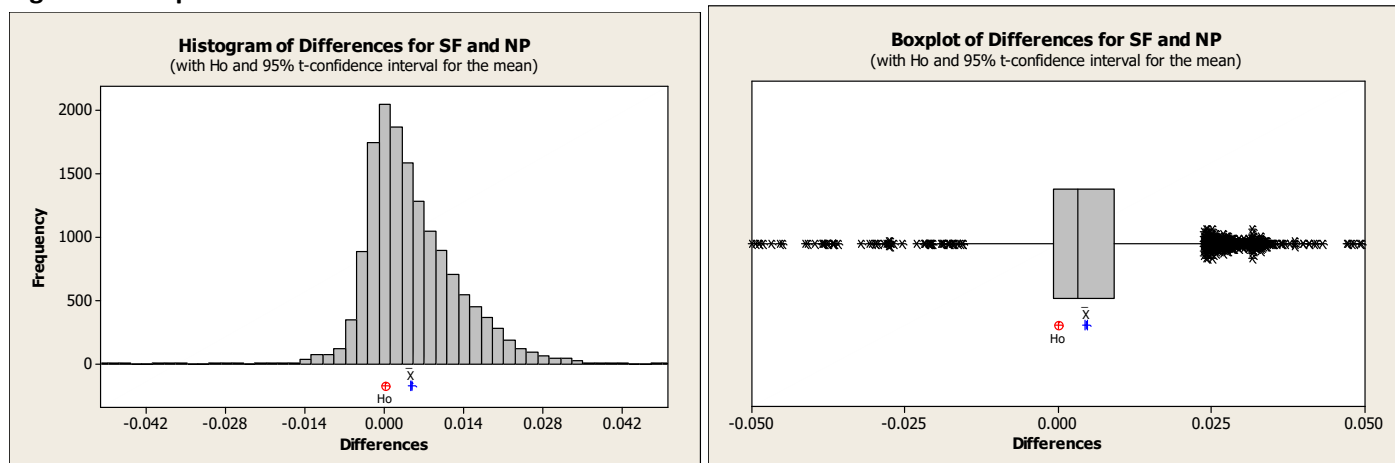 Histogram of Differences for SF and NP
(with Ho and 95% t-confidence interval for the mean)
Frequency
2000
1500
1000
500
0
X
Ho
-0.042 -0.028 -0.014 0.000 0.014 0.028 0.042
Differences
Boxplot of Differences for SF and NP
(with Ho and 95% t-confidence interval for the mean)
X
Ho
-0.050 -0.025 0.000 0.025 0.050
Differences